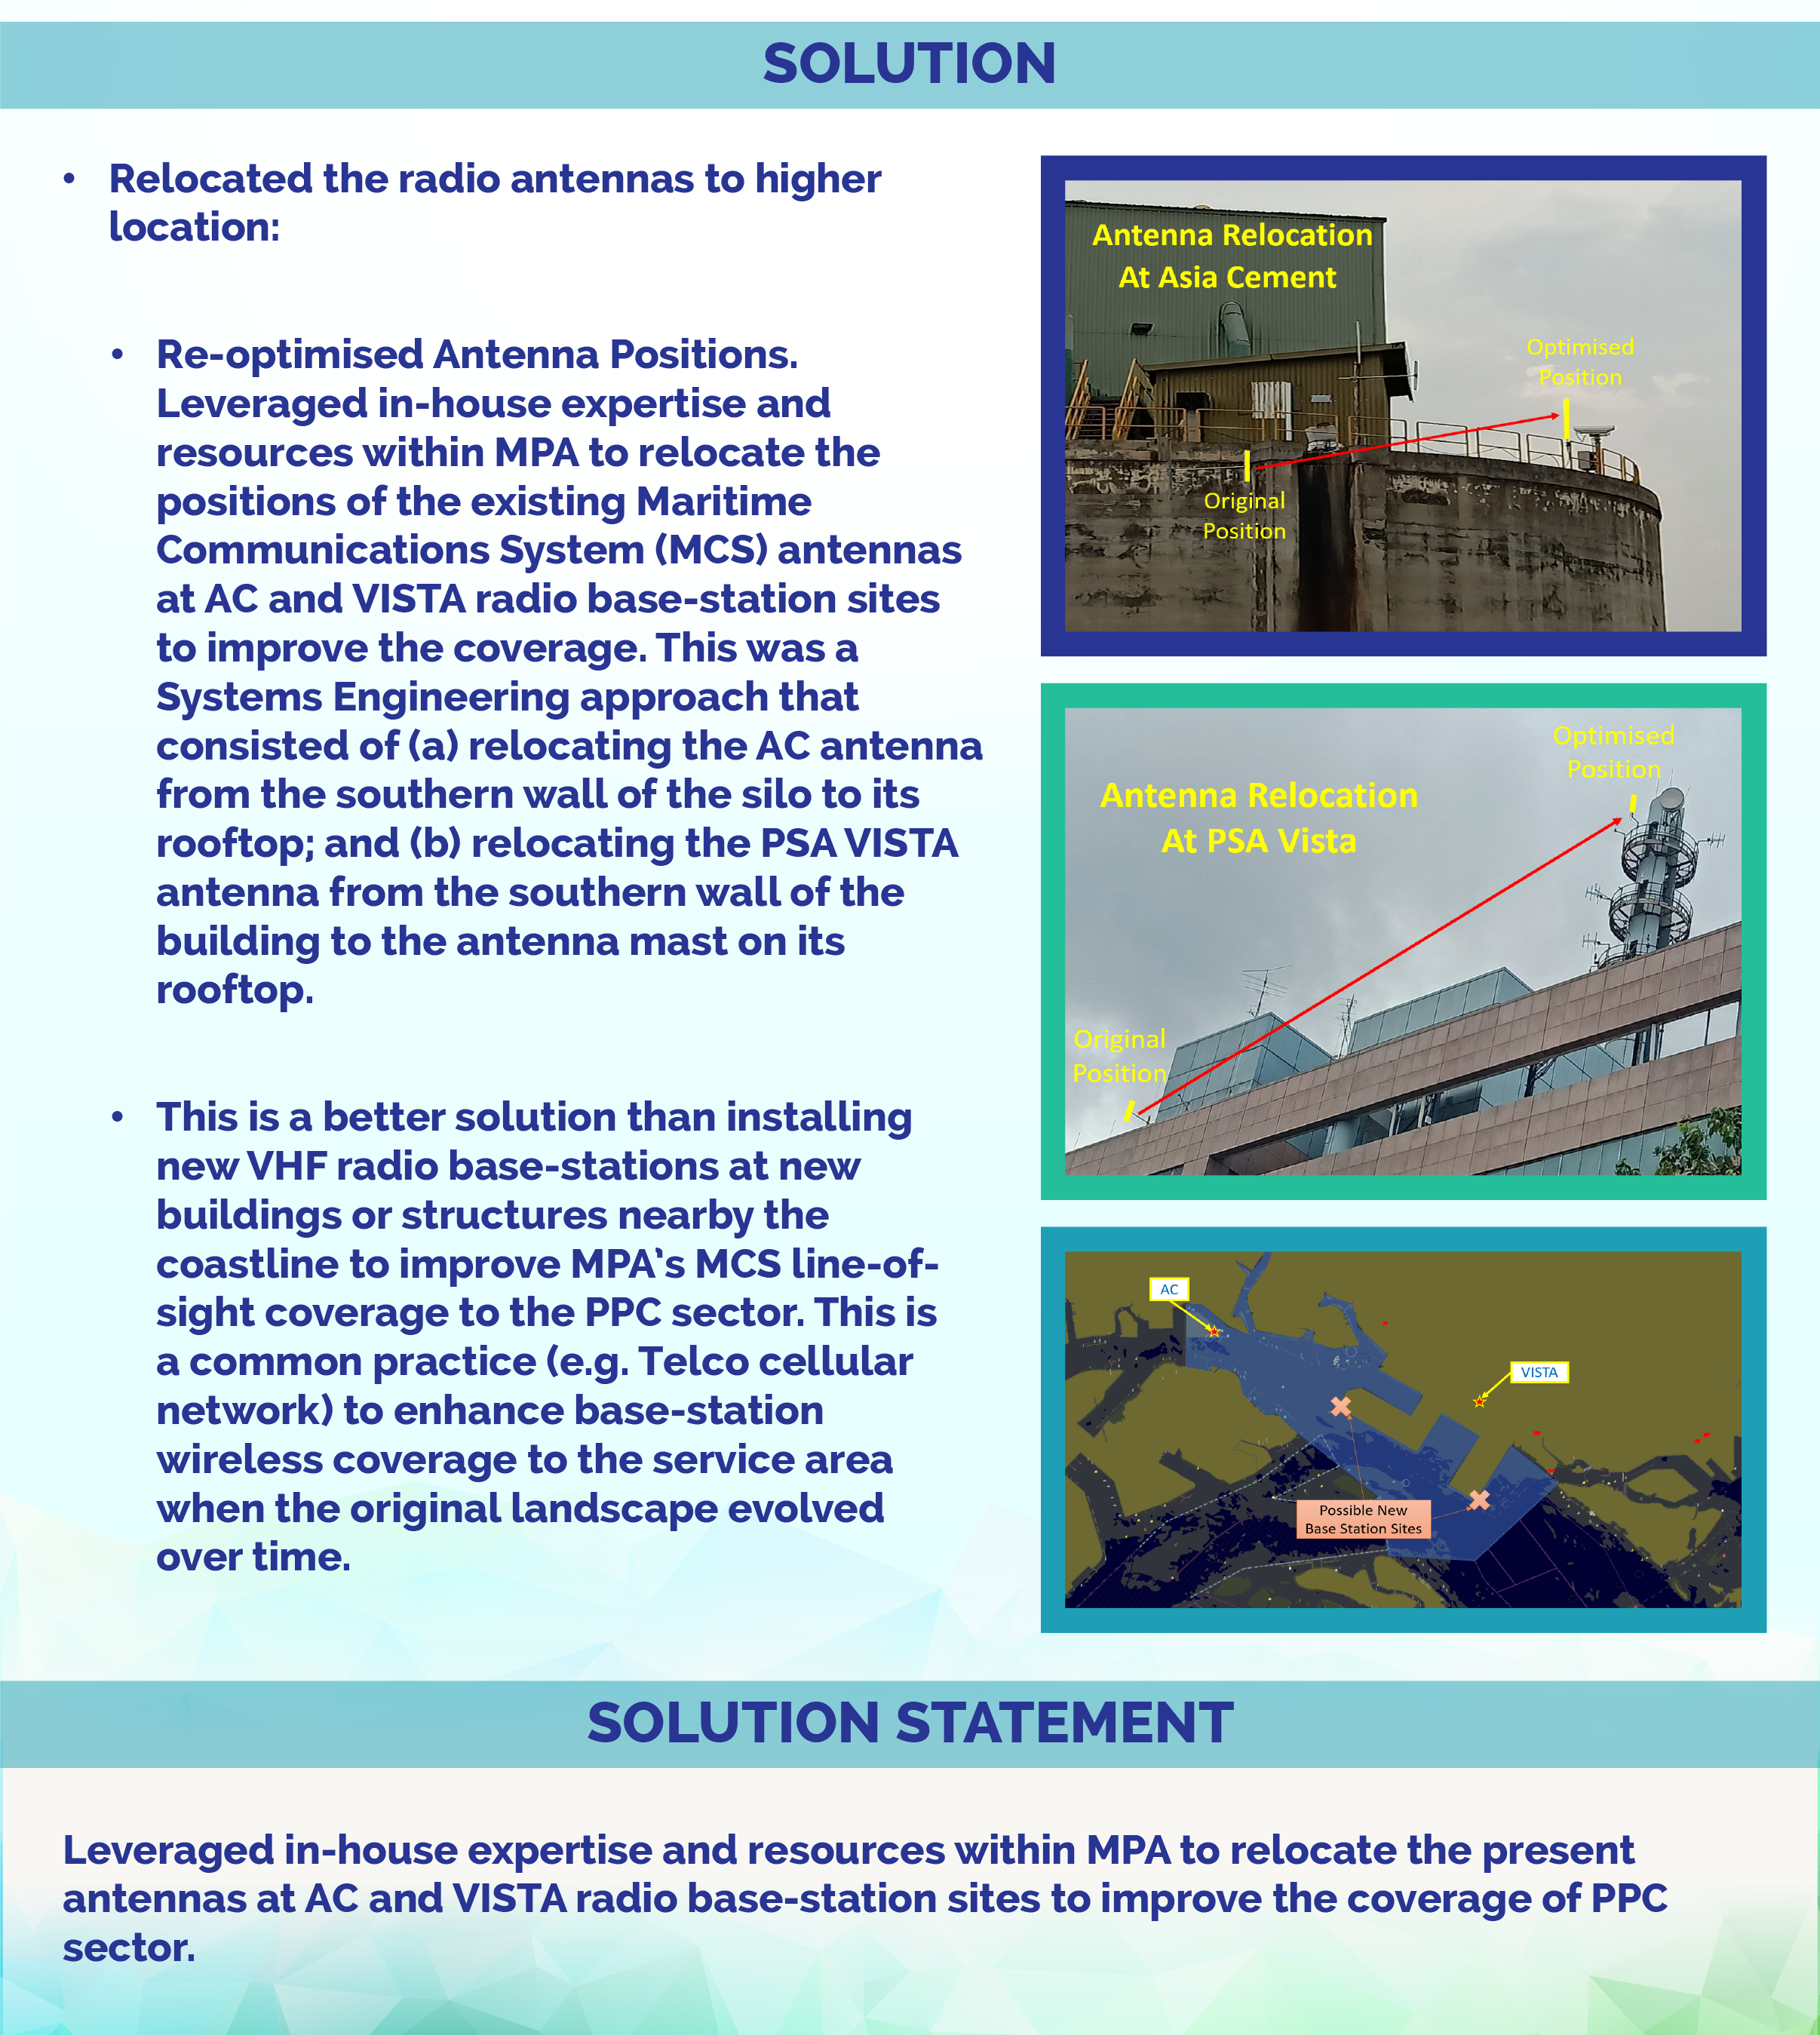 SOLUTION
• Relocated the radio antennas to higher
location:
• Re-optimised Antenna Positions.
Leveraged in-house expertise and
resources within MPA to relocate the
positions of the existing Maritime
Communications System (MCS) antennas
at AC and VISTA radio base-station sites
to improve the coverage. This was a
Systems Engineering approach that
consisted of (a) relocating the AC antenna
from the southern wall of the silo to its
rooftop; and (b) relocating the PSA VISTA
antenna from the southern wall of the
building to the antenna mast on its
rooftop.
• This is a better solution than installing
new VHF radio base-stations at new
buildings or structures nearby the
coastline to improve MPA's MCS line-of-
sight coverage to the PPC sector. This is
a common practice (e.g. Telco cellular
network) to enhance base-station
wireless coverage to the service area
when the original landscape evolved
over time.
Antenna Relocation
At Asia Cement
Optimised
Position
Original
Position
Optimised
Position
Antenna Relocation
At PSA Vista
Original
Position
AC
VISTA
Possible New
Base Station Sites
SOLUTION STATEMENT
Leveraged in-house expertise and resources within MPA to relocate the present
antennas at AC and VISTA radio base-station sites to improve the coverage of PPC
sector.